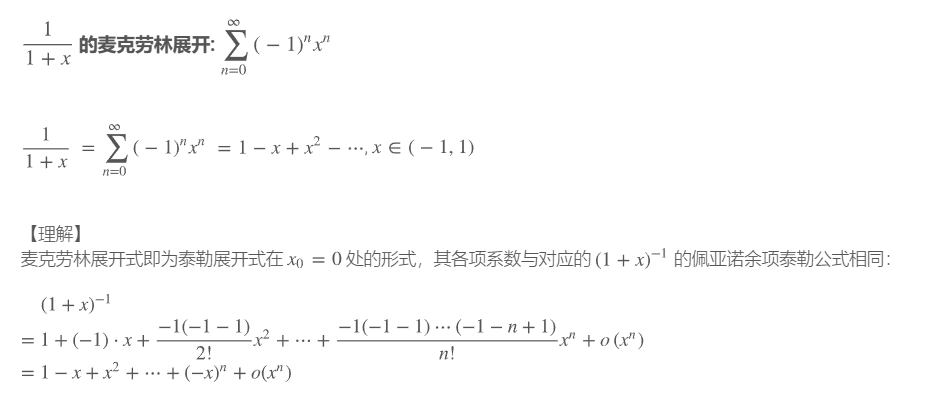 $\frac{1}{1+x}$ 的麦克劳林展开: $\sum_{n=0}^{\infty}(-1)^n x^n$
$\frac{1}{1+x} = \sum_{n=0}^{\infty}(-1)^n x^n = 1 - x + x^2 - \cdots, x \in (-1, 1)$
【理解】
麦克劳林展开式即为泰勒展开式在 $x_0 = 0$ 处的形式，其各项系数与对应的 $(1+x)^{-1}$ 的佩亚诺余项泰勒公式相同：
$(1+x)^{-1}$
$= 1 + (-1) \cdot x + \frac{-1(-1-1)}{2!}x^2 + \cdots + \frac{-1(-1-1)\cdots(-1-n+1)}{n!}x^n + o(x^n)$
$= 1 - x + x^2 + \cdots + (-x)^n + o(x^n)$